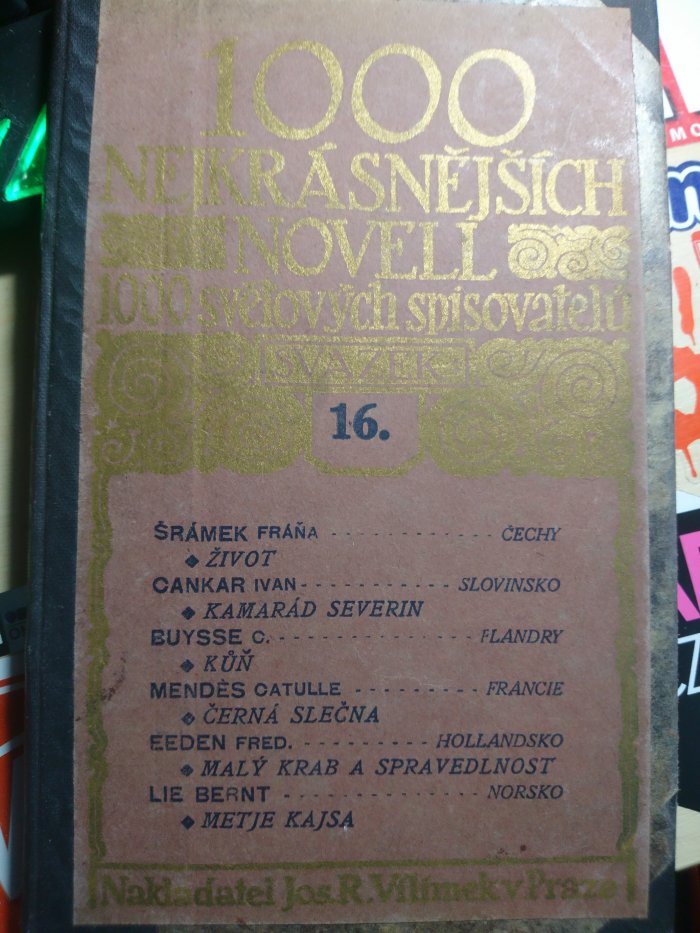 1000
NEJKRÁSNĚJŠÍCH
NOVELL
1000 světových spisovatelů
SVAZEK
16.
ŠRÁMEK FRÁŇA - - - - - - - - - - - ČECHY
◆ ŽIVOT
CANKAR IVAN - - - - - - - - - - - SLOVINSKO
◆ KAMARÁD SEVERIN
BUYSSE C. - - - - - - - - - - - - - FLANDRY
◆ KŮŇ
MENDÈS CATULLE - - - - - - - - - FRANCIE
◆ ČERNÁ SLEČNA
EEDEN FRED. - - - - - - - - - HOLLANDSKO
◆ MALÝ KRAB A SPRAVEDLNOST
LIE BERNT - - - - - - - - - - - - - - NORSKO
◆ METJE KAJSA
Nakladatel Jos. R. Vilímek v Praze